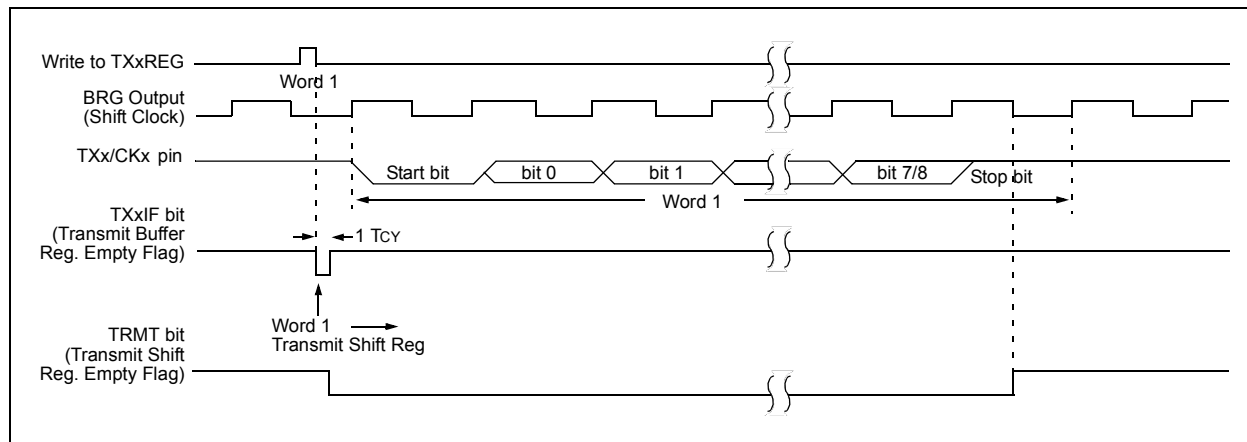 Write to TXxREG
Word 1
BRG Output
(Shift Clock)
TXx/CKx pin
Start bit
bit 0
bit 1
bit 7/8
Stop bit
Word 1
TXxIF bit
(Transmit Buffer
Reg. Empty Flag)
1 TCY
Word 1
Transmit Shift Reg
TRMT bit
(Transmit Shift
Reg. Empty Flag)